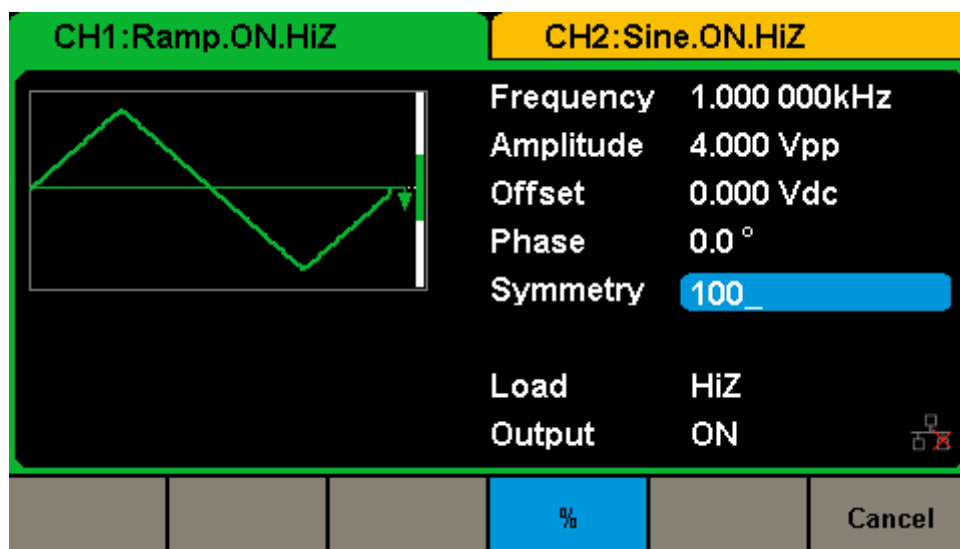 CH1:Ramp.ON.HiZ
CH2:Sine.ON.HiZ
Frequency 1.000 000kHz
Amplitude 4.000 Vpp
Offset 0.000 Vdc
Phase 0.0 °
Symmetry 100_
Load HiZ
Output ON
% Cancel